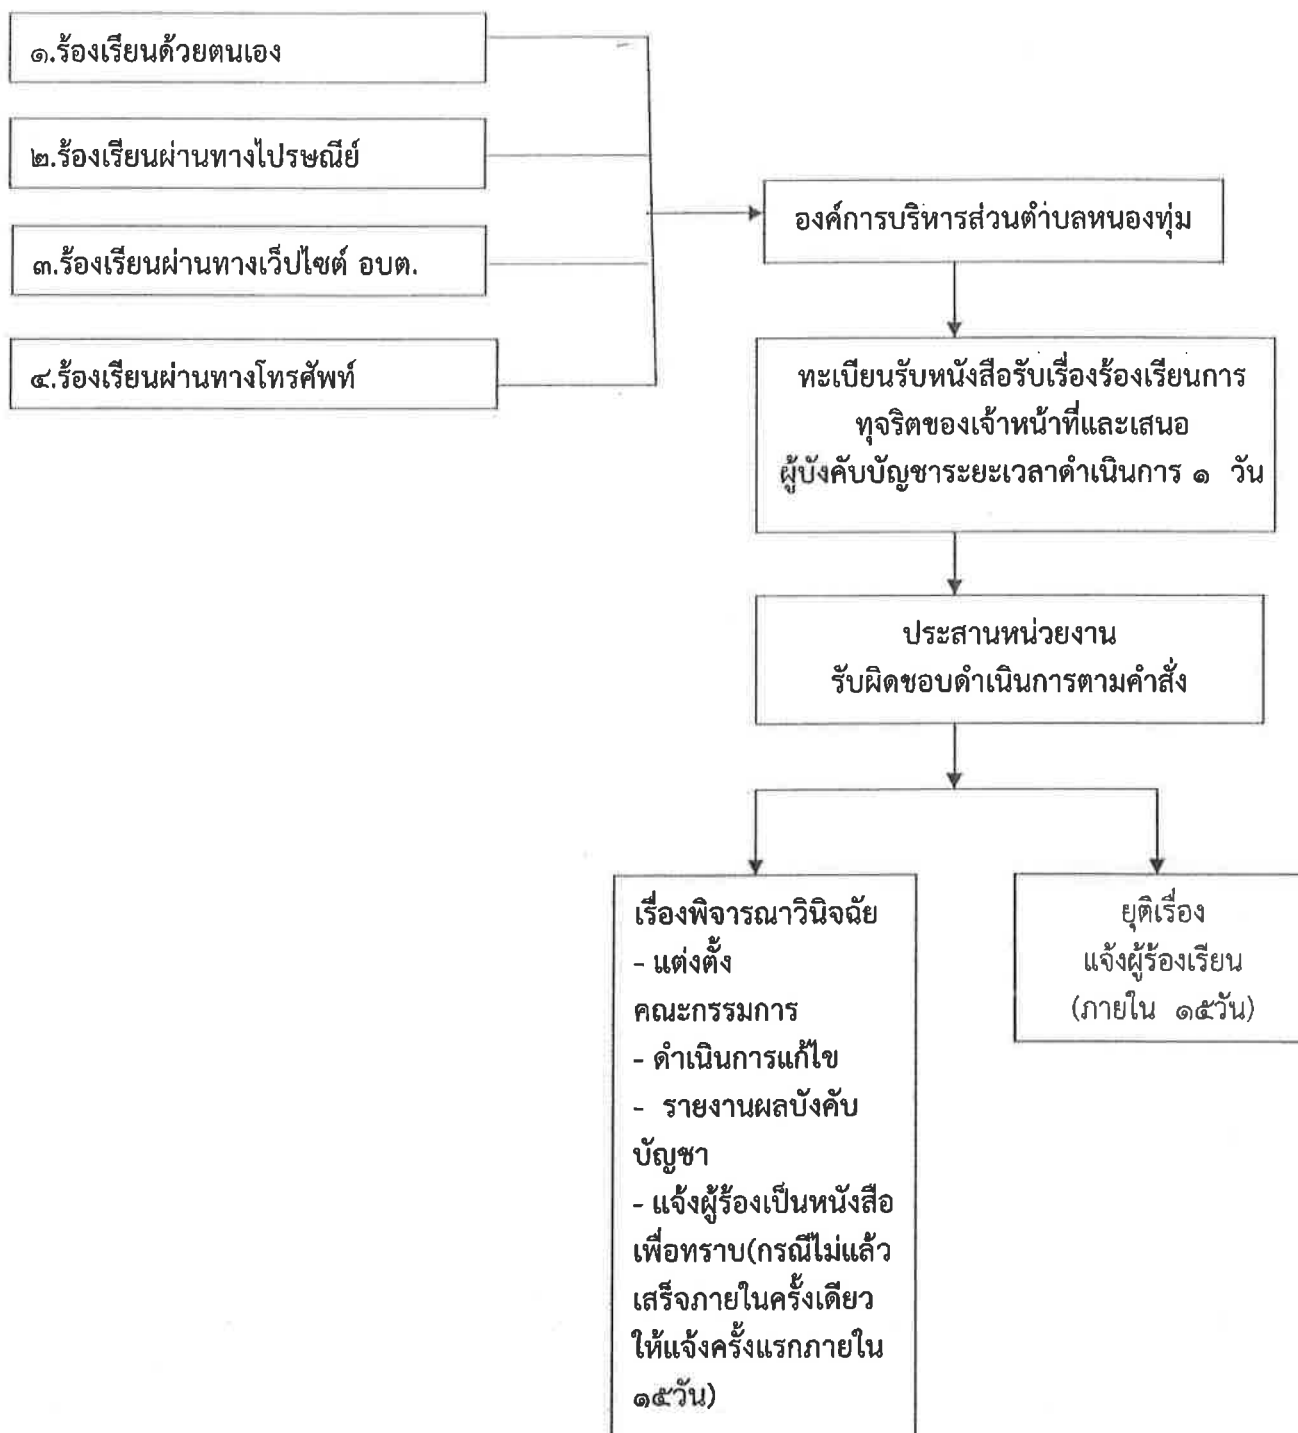 ๑.ร้องเรียนด้วยตนเอง
๒.ร้องเรียนผ่านทางไปรษณีย์
๓.ร้องเรียนผ่านทางเว็บไซต์ อบต.
๔.ร้องเรียนผ่านทางโทรศัพท์
องค์การบริหารส่วนตำบลหนองทุ่ม
ทะเบียนรับหนังสือรับเรื่องร้องเรียนการ
ทุจริตของเจ้าหน้าที่และเสนอ
ผู้บังคับบัญชาระยะเวลาดำเนินการ ๑ วัน
ประสานหน่วยงาน
รับผิดชอบดำเนินการตามคำสั่ง
เรื่องพิจารณาวินิจฉัย
- แต่งตั้ง
คณะกรรมการ
- ดำเนินการแก้ไข
- รายงานผลบังคับ
บัญชา
- แจ้งผู้ร้องเป็นหนังสือ
เพื่อทราบ(กรณีไม่แล้ว
เสร็จภายในครั้งเดียว
ให้แจ้งครั้งแรกภายใน
๑๕วัน)
ยุติเรื่อง
แจ้งผู้ร้องเรียน
(ภายใน ๑๕วัน)